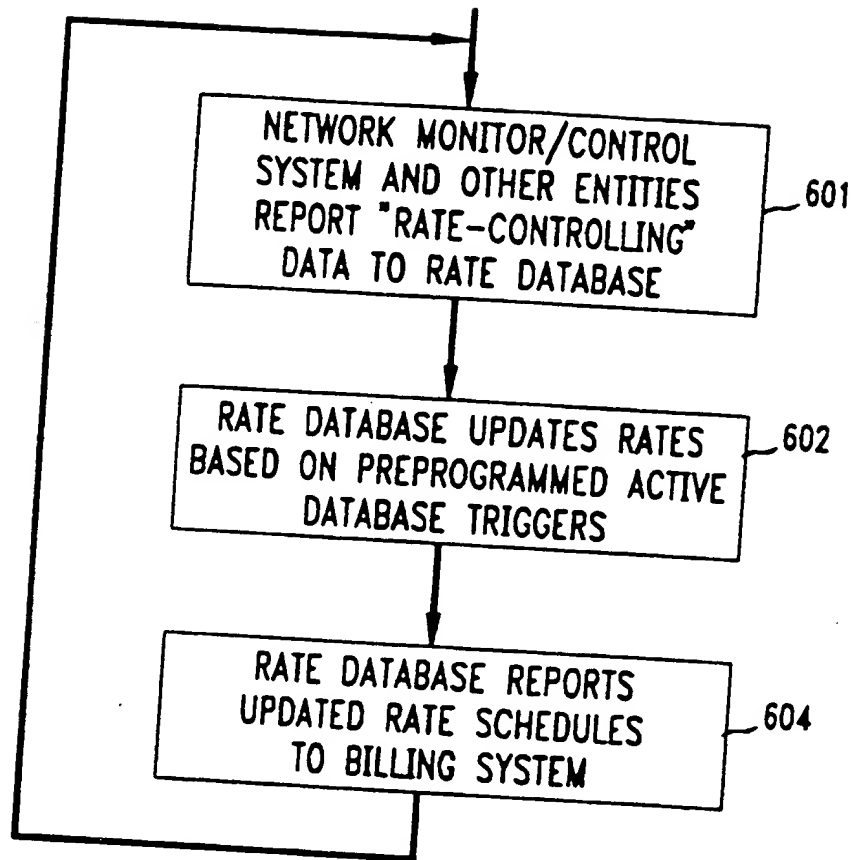 NETWORK MONITOR/CONTROL
SYSTEM AND OTHER ENTITIES
REPORT "RATE-CONTROLLING"
DATA TO RATE DATABASE
601
RATE DATABASE UPDATES RATES
BASED ON PREPROGRAMMED ACTIVE
DATABASE TRIGGERS
602
RATE DATABASE REPORTS
UPDATED RATE SCHEDULES
TO BILLING SYSTEM
604